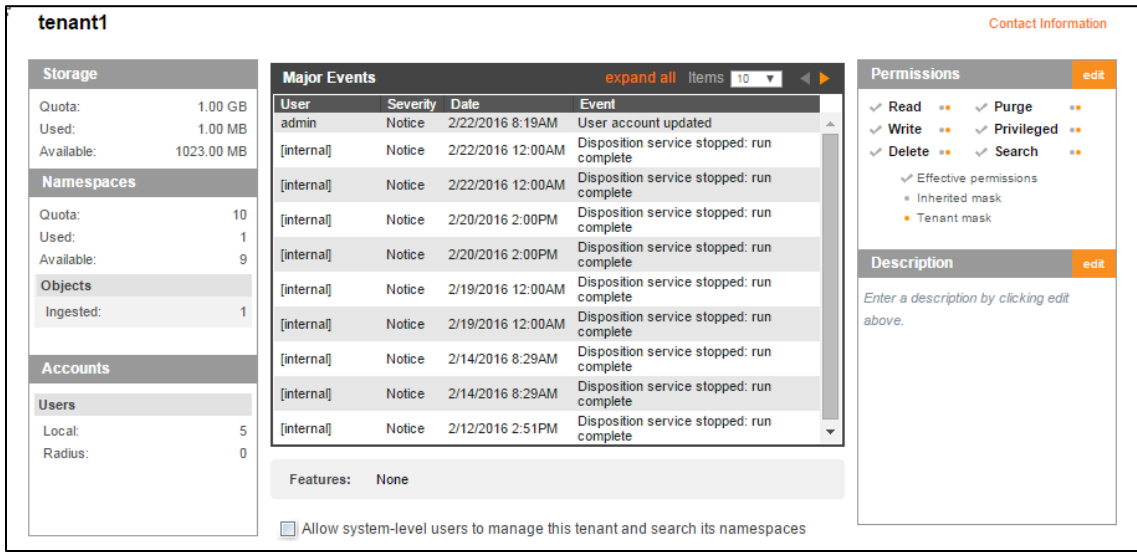 tenant1
Contact Information
Storage
Quota: 1.00 GB
Used: 1.00 MB
Available: 1023.00 MB
Namespaces
Quota: 10
Used: 1
Available: 9
Objects
Ingested: 1
Accounts
Users
Local: 5
Radius: 0
Major Events expand all Items 10
User Severity Date Event
admin Notice 2/22/2016 8:19AM User account updated
[internal] Notice 2/22/2016 12:00AM Disposition service stopped: run
complete
[internal] Notice 2/22/2016 12:00AM Disposition service stopped: run
complete
[internal] Notice 2/20/2016 2:00PM Disposition service stopped: run
complete
[internal] Notice 2/20/2016 2:00PM Disposition service stopped: run
complete
[internal] Notice 2/19/2016 12:00AM Disposition service stopped: run
complete
[internal] Notice 2/19/2016 12:00AM Disposition service stopped: run
complete
[internal] Notice 2/14/2016 8:29AM Disposition service stopped: run
complete
[internal] Notice 2/14/2016 8:29AM Disposition service stopped: run
complete
[internal] Notice 2/12/2016 2:51PM Disposition service stopped: run
complete
Features: None
Allow system-level users to manage this tenant and search its namespaces
Permissions edit
Read Purge
Write Privileged
Delete Search
Effective permissions
Inherited mask
Tenant mask
Description edit
Enter a description by clicking edit
above.